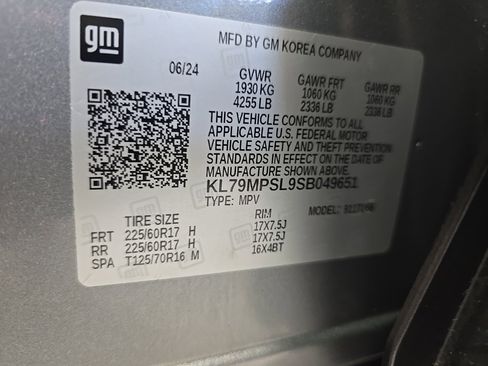 gm
MFD BY GM KOREA COMPANY
06/24 GVWR GAWR FRT GAWR RR
1930 KG 1060 KG 1060 KG
4255 LB 2336 LB 2336 LB
THIS VEHICLE CONFORMS TO ALL
APPLICABLE U.S. FEDERAL MOTOR
VEHICLE SAFETY AND THEFT PREVENTION
STANDARDS IN EFFECT ON THE DATE OF
MANUFACTURE SHOWN ABOVE.
KL79MPSL9SB049651
TYPE: MPV MODEL:
TIRE SIZE RIM
FRT 225/60R17 H 17X7.5J
RR 225/60R17 H 17X7.5J
SPA T125/70R16 M 16X4BT